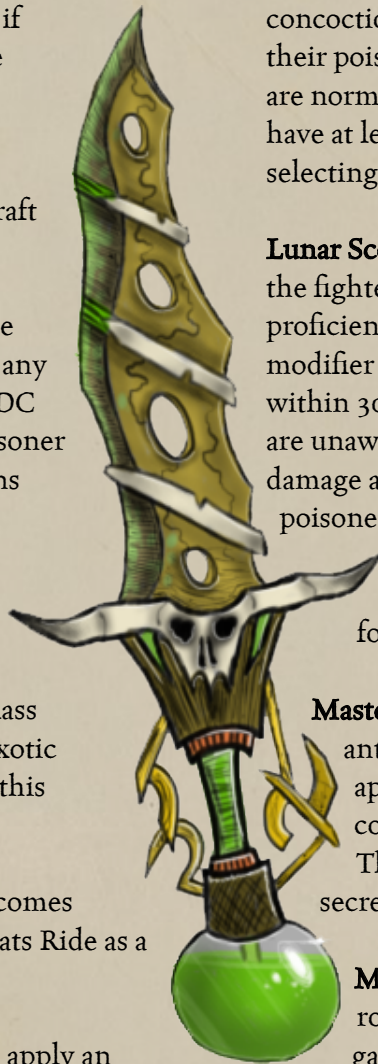 if
raft
any
DC
soner
ns
ass
xotic
this
comes
ats Ride as a
apply an
concoctio
their pois
are norm
have at le
selecting
Lunar Sc
the fighte
proficien
modifier
within 30
are unaw
damage a
poisone
fo
Maste
ant
ap
co
Th
secre
M
ro
ga